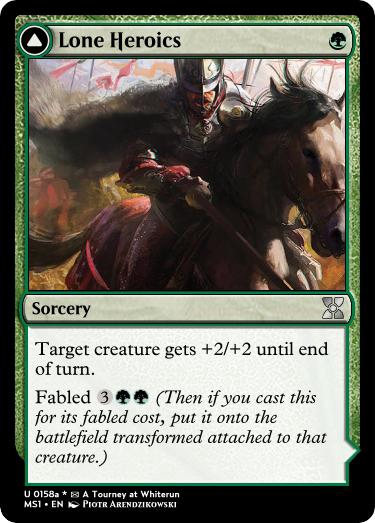 Lone Heroics
Sorcery
Target creature gets +2/+2 until end
of turn.
Fabled 3 (Then if you cast this
for its fabled cost, put it onto the
battlefield transformed attached to that
creature.)
U 0158a * A Tourney at Whiterun
MS1 • EN Piotr Arendzikowski